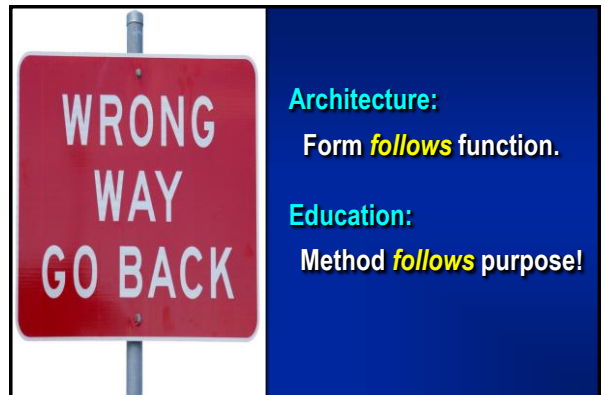 WRONG
WAY
GO BACK
Architecture:
Form follows function.
Education:
Method follows purpose!